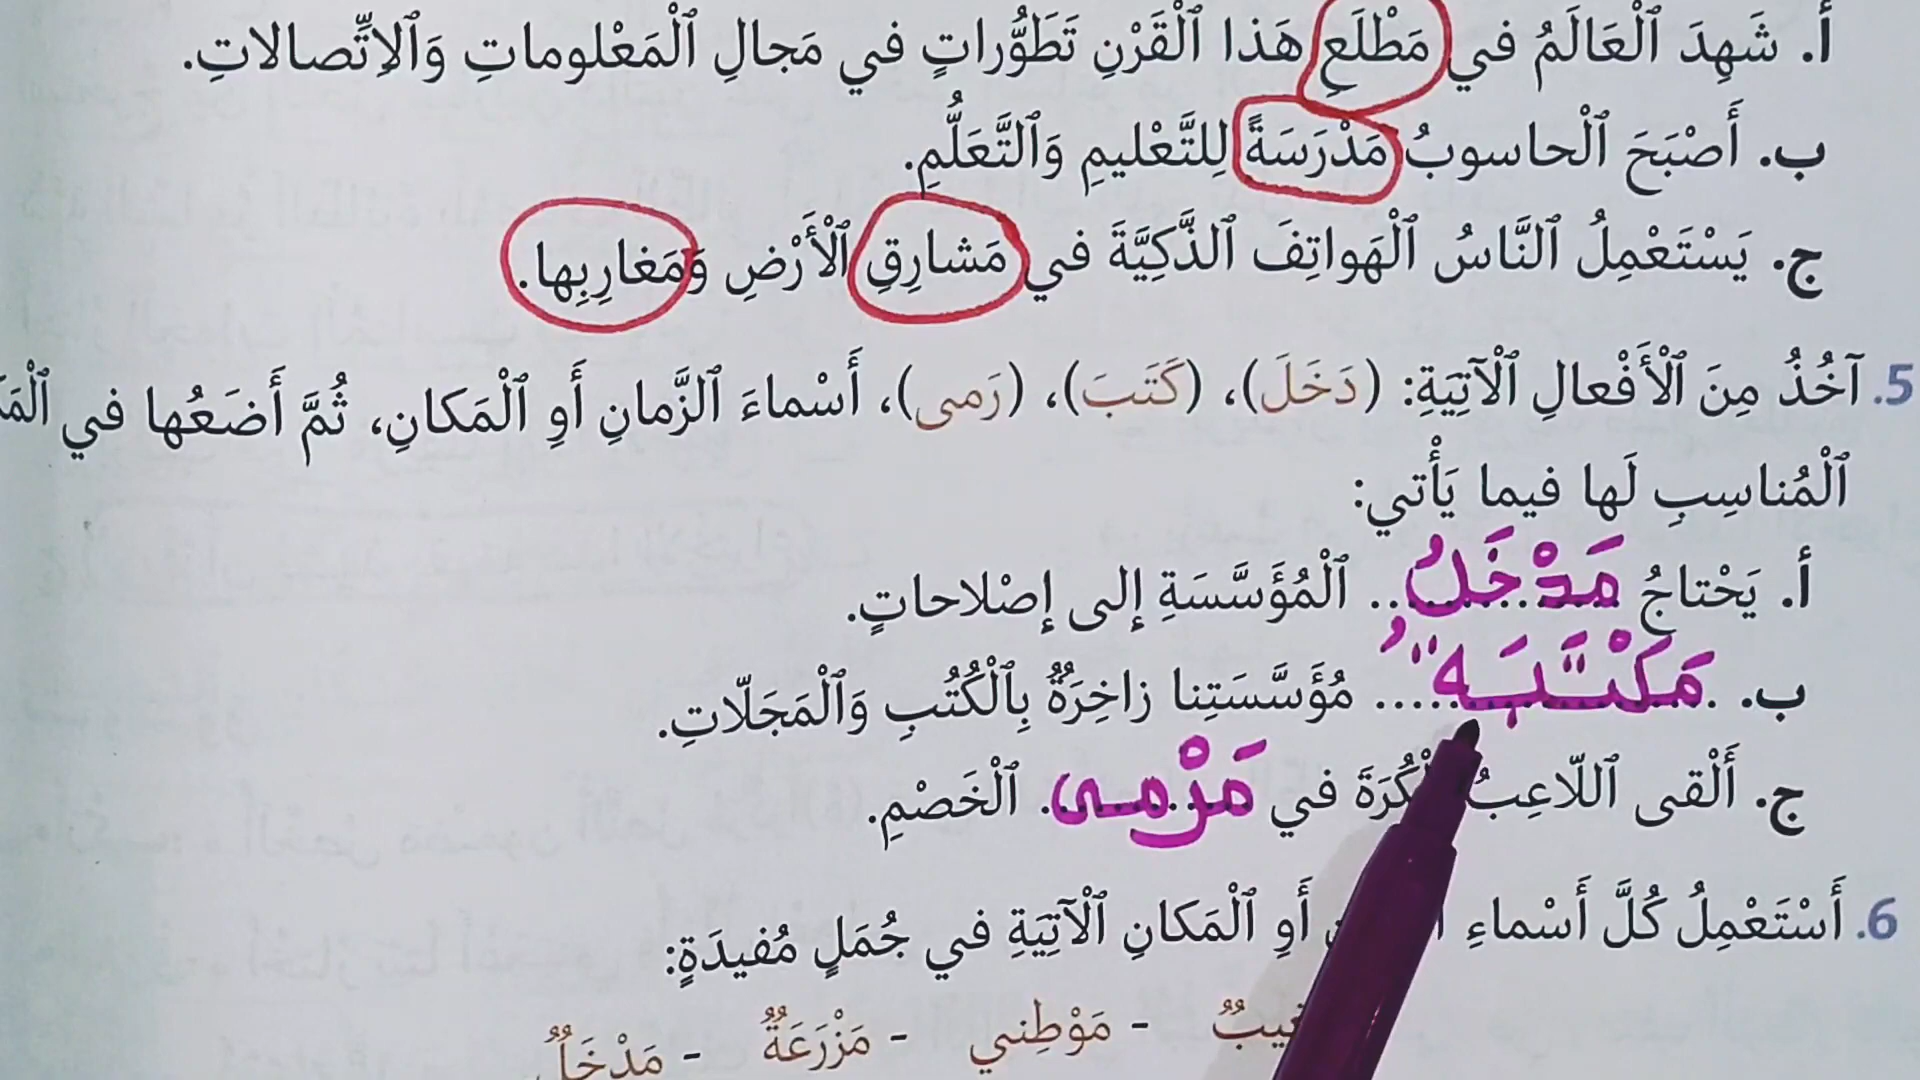 أ. شَهِدَ ٱلْعَالَمُ في مَطْلَعِ هَذا ٱلْقَرْنِ تَطَوُّراتٍ في مَجالِ ٱلْمَعْلوماتِ وَٱلِاتِّصالاتِ.
ب. أَصْبَحَ ٱلْحاسوبُ مَدْرَسَةً لِلتَّعْليمِ وَٱلتَّعَلُّمِ.
ج. يَسْتَعْمِلُ ٱلنَّاسُ ٱلْهَواتِفَ ٱلذَّكِيَّةَ في مَشارِقِ ٱلْأَرْضِ وَمَغارِبِها.
5. آخُذُ مِنَ ٱلْأَفْعالِ ٱلْآتِيَةِ: (دَخَلَ)، (كَتَبَ)، (رَمى)، أَسْماءَ ٱلزَّمانِ أَوِ ٱلْمَكانِ، ثُمَّ أَضَعُها في
ٱلْمُناسِبِ لَها فيما يَأْتي:
أ. يَحْتاجُ مَدْخَلُ ٱلْمُؤَسَّسَةِ إِلى إِصْلاحاتٍ.
ب. مَكْتَبَةُ مُؤَسَّسَتِنا زاخِرَةٌ بِٱلْكُتُبِ وَٱلْمَجَلّاتِ.
ج. أَلْقى ٱللّاعِبُ ٱلْكُرَةَ في مَرْمى ٱلْخَصْمِ.
6. أَسْتَعْمِلُ كُلَّ أَسْماءِ أَوِ ٱلْمَكانِ ٱلْآتِيَةِ في جُمَلٍ مُفيدَةٍ:
- مَوْطِني - مَزْرَعَةٌ - مَدْخَلٌ